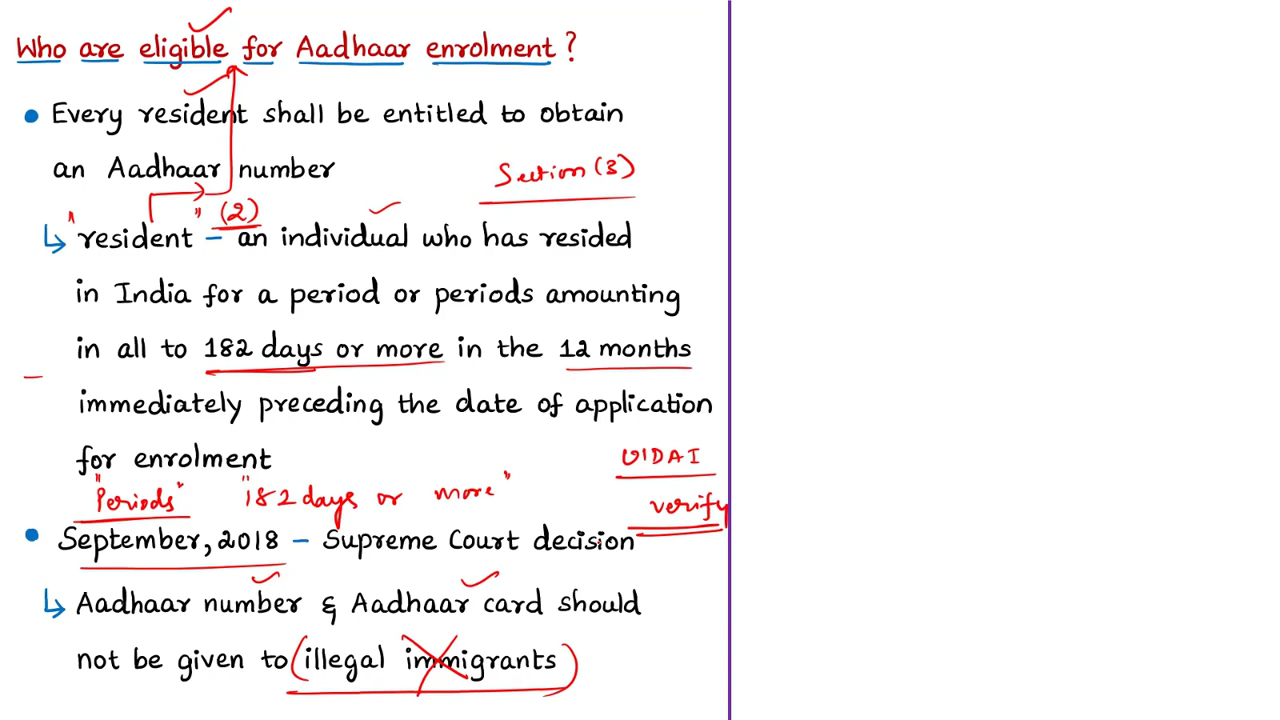 Who are eligible for Aadhaar enrolment?
• Every resident shall be entitled to obtain
an Aadhaar number
Section (3)
(2)
↳ "resident" – an individual who has resided
in India for a period or periods amounting
in all to 182 days or more in the 12 months
immediately preceding the date of application
for enrolment
UIDAI
"Periods" "182 days or more"
verify
• September, 2018 – Supreme Court decision
↳ Aadhaar number & Aadhaar card should
not be given to (illegal immigrants)